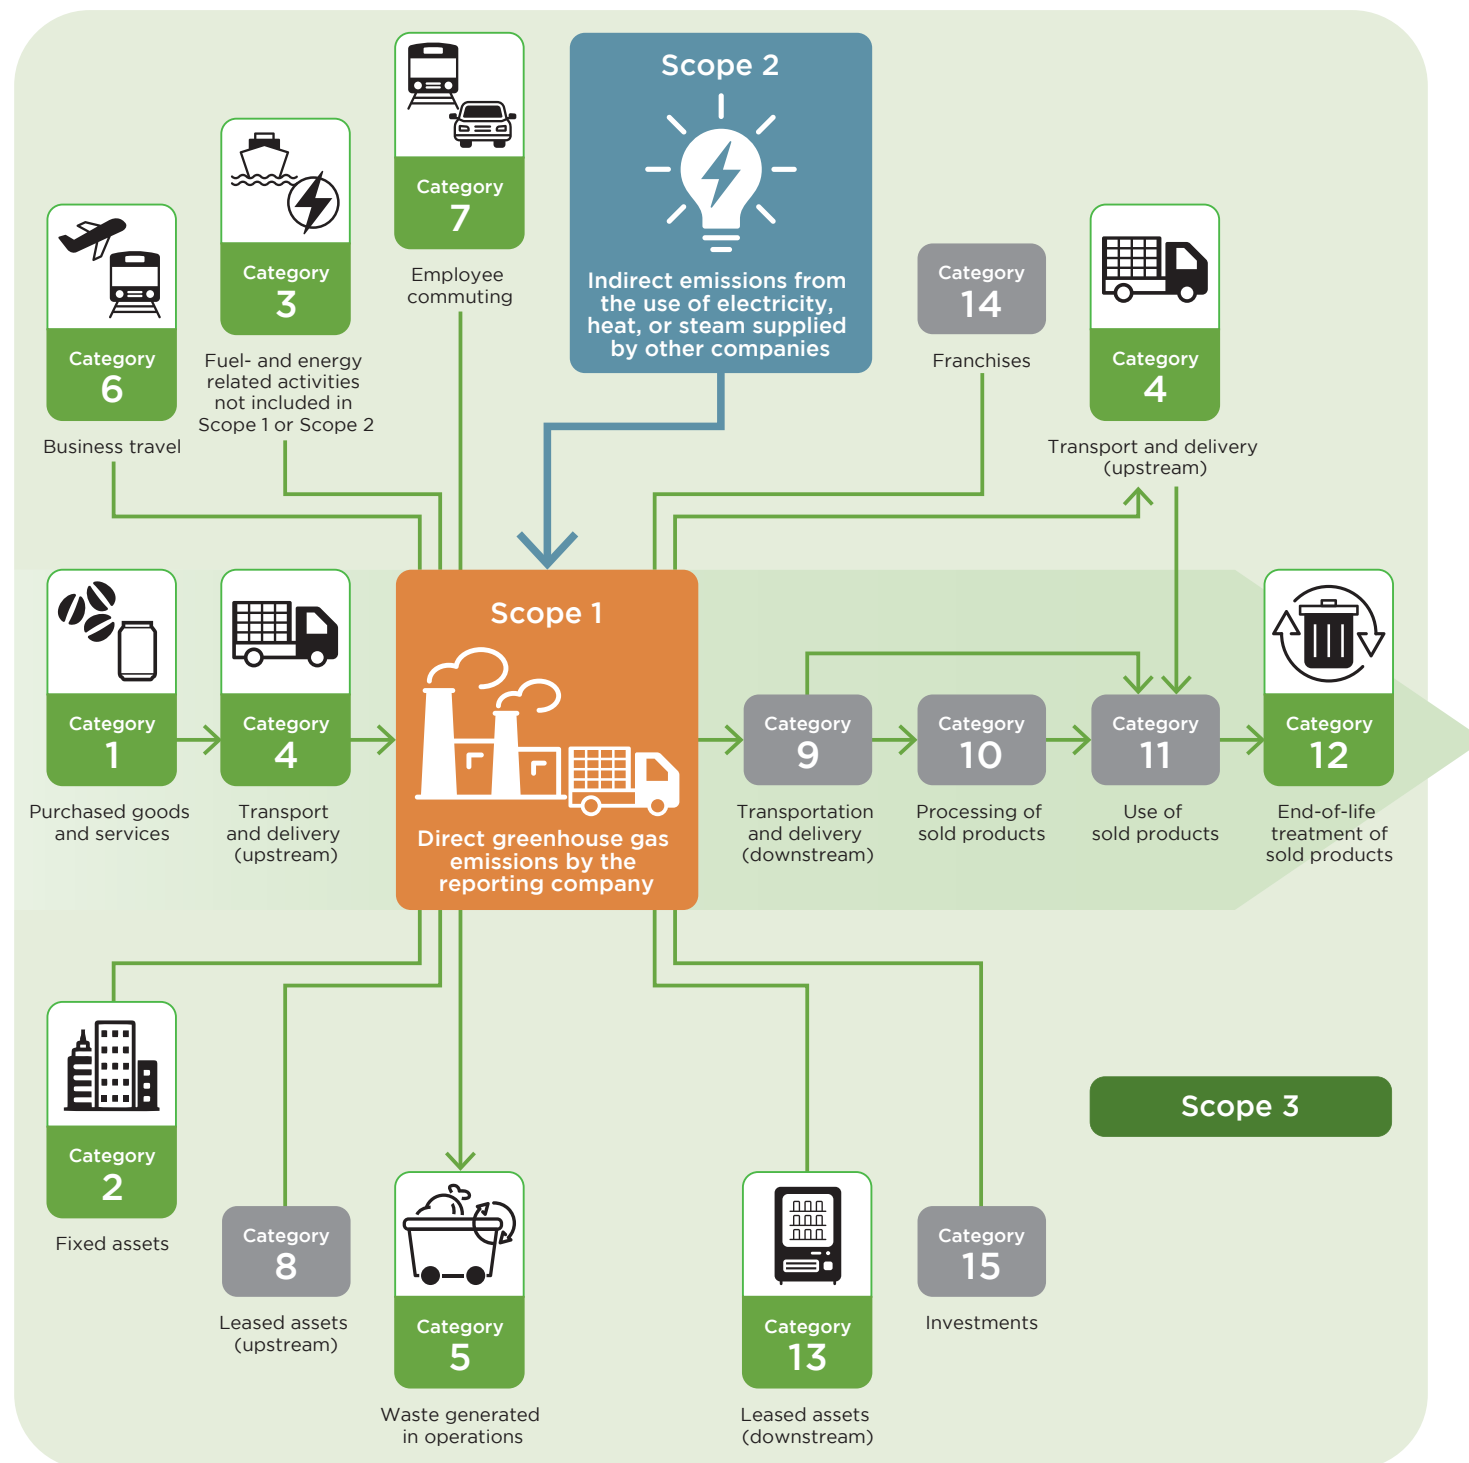 Category
7
Employee
commuting
Scope 2
Indirect emissions from
the use of electricity,
heat, or steam supplied
by other companies
Category
3
Fuel- and energy
related activities
not included in
Scope 1 or Scope 2
Category
6
Business travel
Category
14
Franchises
Category
4
Transport and delivery
(upstream)
Category
1
Purchased goods
and services
Category
4
Transport
and delivery
(upstream)
Scope 1
Direct greenhouse gas
emissions by the
reporting company
Category
9
Transportation
and delivery
(downstream)
Category
10
Processing of
sold products
Category
11
Use of
sold products
Category
12
End-of-life
treatment of
sold products
Category
2
Fixed assets
Category
8
Leased assets
(upstream)
Category
5
Waste generated
in operations
Category
13
Leased assets
(downstream)
Category
15
Investments
Scope 3